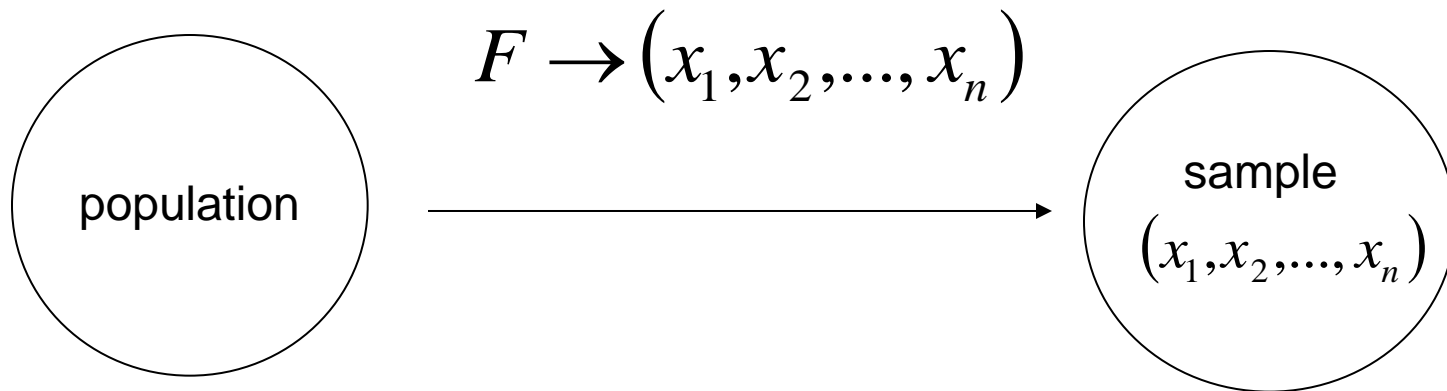 F → (x₁,x₂,..., xₙ)
population
sample
(x₁,x₂,..., xₙ)